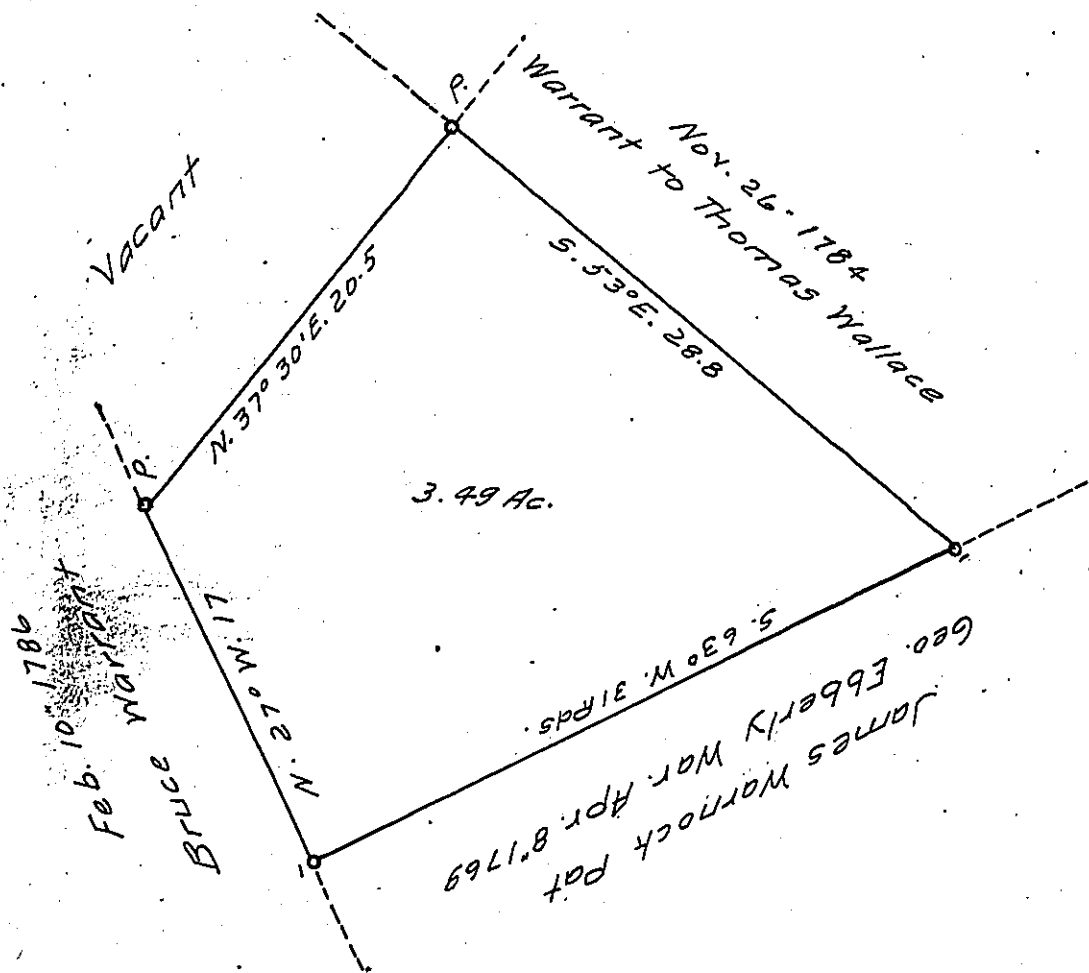 P.
Nov. 26" 1784
Warrant to Thomas Wallace
Vacant
N. 37° 30' E. 20.5
S. 53° E. 28.8
P.
3.49 Ac.
Feb. 10" 1786
Bruce Warrant
N. 27° W. 17
S. 63° W. 31 Rds.
Geo. Ebberly War. Apr. 8" 1769
James Warnock Pat